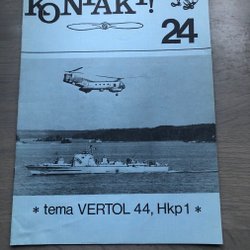 KONTAKT!
24
* tema VERTOL 44, Hkp1 *